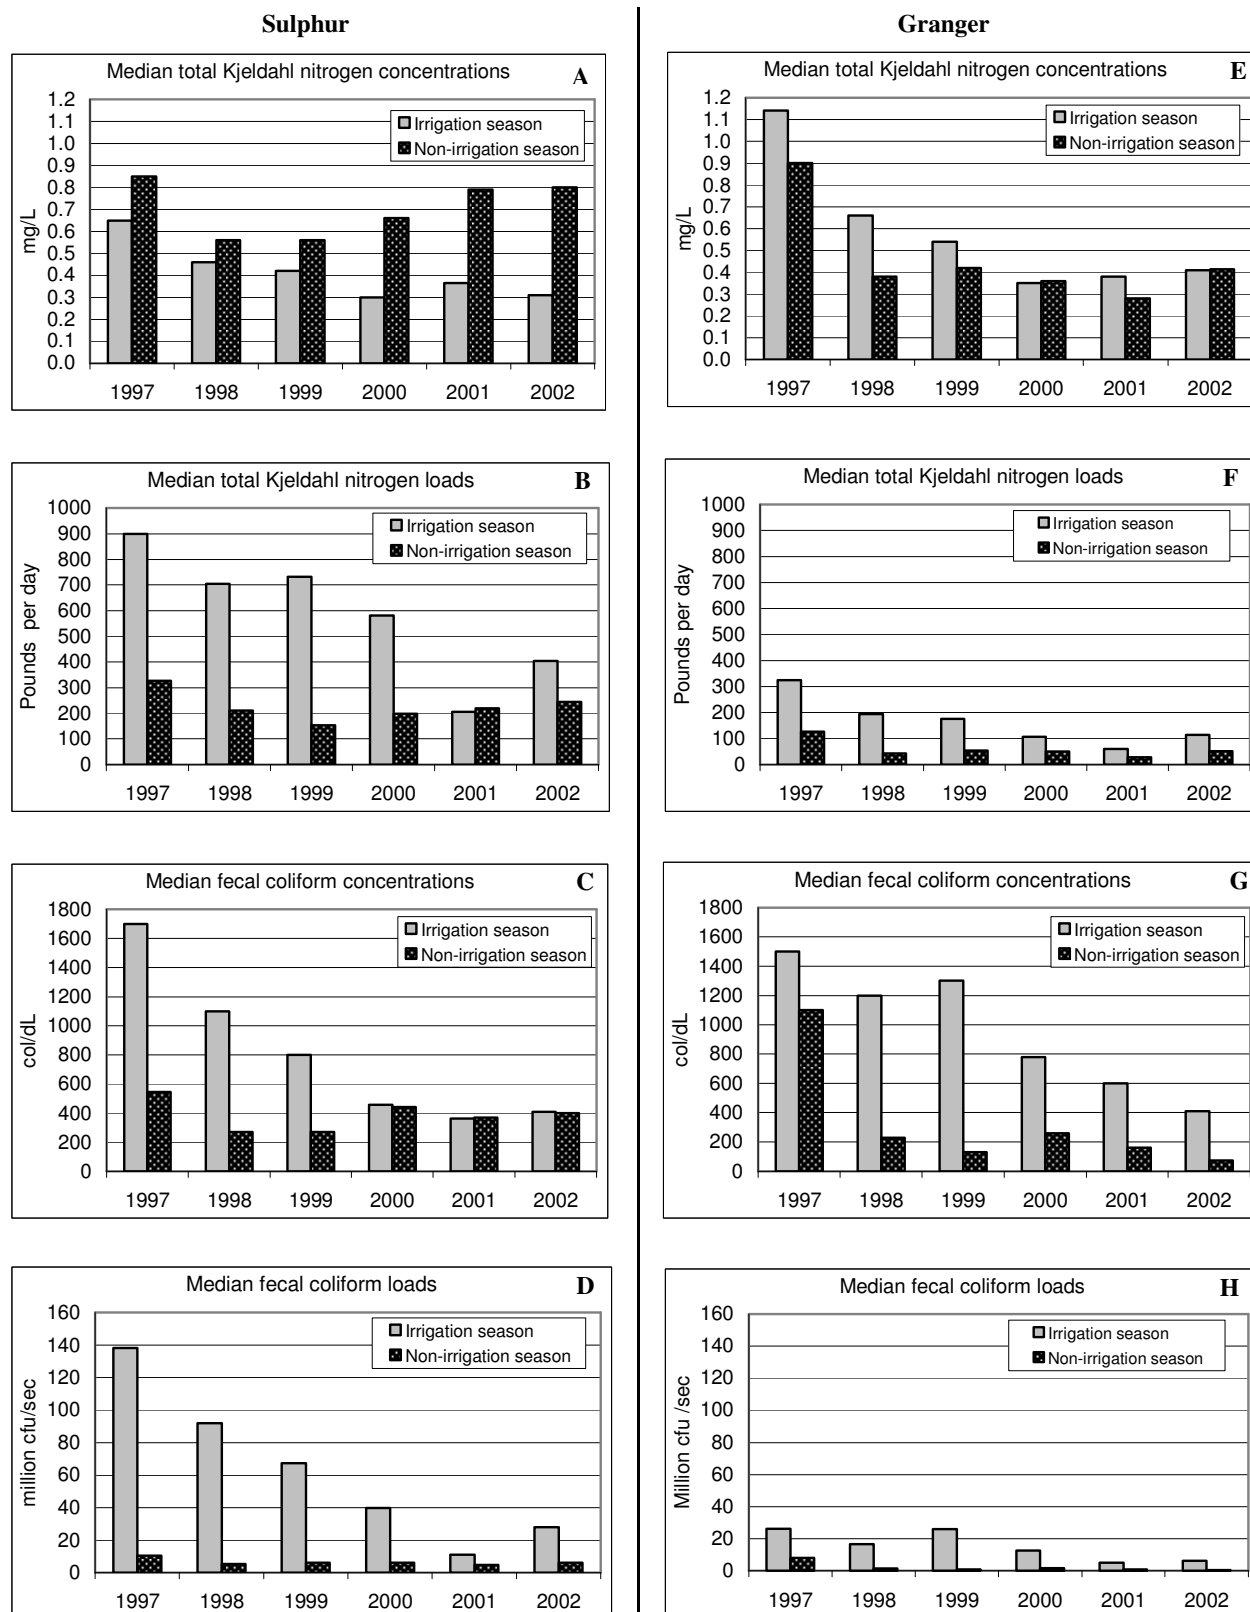 Sulphur
Median total Kjeldahl nitrogen concentrations A
Irrigation season
Non-irrigation season
mg/L
1.2
1.1
1.0
0.9
0.8
0.7
0.6
0.5
0.4
0.3
0.2
0.1
0.0
1997 1998 1999 2000 2001 2002
Median total Kjeldahl nitrogen loads B
Irrigation season
Non-irrigation season
Pounds per day
1000
900
800
700
600
500
400
300
200
100
0
1997 1998 1999 2000 2001 2002
Median fecal coliform concentrations C
Irrigation season
Non-irrigation season
col/dL
1800
1600
1400
1200
1000
800
600
400
200
0
1997 1998 1999 2000 2001 2002
Median fecal coliform loads D
Irrigation season
Non-irrigation season
million cfu/sec
160
140
120
100
80
60
40
20
0
1997 1998 1999 2000 2001 2002
Granger
Median total Kjeldahl nitrogen concentrations E
Irrigation season
Non-irrigation season
mg/L
1.2
1.1
1.0
0.9
0.8
0.7
0.6
0.5
0.4
0.3
0.2
0.1
0.0
1997 1998 1999 2000 2001 2002
Median total Kjeldahl nitrogen loads F
Irrigation season
Non-irrigation season
Pounds per day
1000
900
800
700
600
500
400
300
200
100
0
1997 1998 1999 2000 2001 2002
Median fecal coliform concentrations G
Irrigation season
Non-irrigation season
col/dL
1800
1600
1400
1200
1000
800
600
400
200
0
1997 1998 1999 2000 2001 2002
Median fecal coliform loads H
Irrigation season
Non-irrigation season
Million cfu /sec
160
140
120
100
80
60
40
20
0
1997 1998 1999 2000 2001 2002